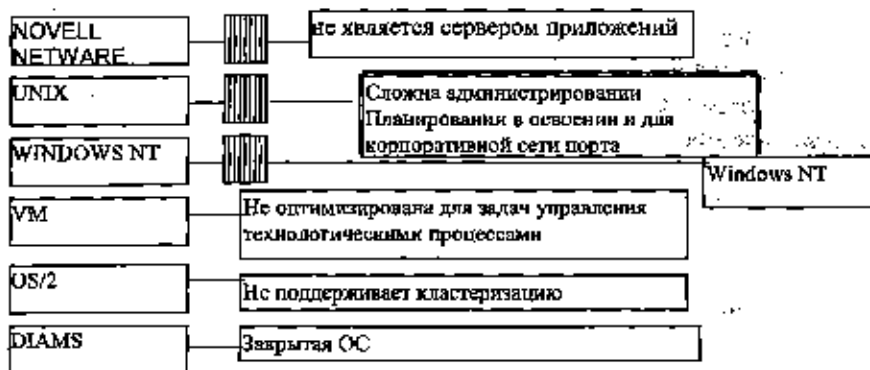 NOVELL
NETWARE
не является сервером приложений
UNIX
Сложна администрировании
Планирования в освоении и для
корпоративной сети порта
WINDOWS NT
Windows NT
VM
Не оптимизирована для задач управления
технологическими процессами
OS/2
Не поддерживает кластеризацию
DIAMS
Закрытая ОС